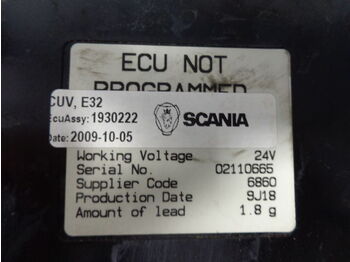 ECU NOT
PROGRAMMED
CUV, E32
EcuAssy: 1930222
Date: 2009-10-05
SCANIA
Working Voltage 24V
Serial No. 02110665
Supplier Code 6860
Production Date 9J18
Amount of lead 1.8 g